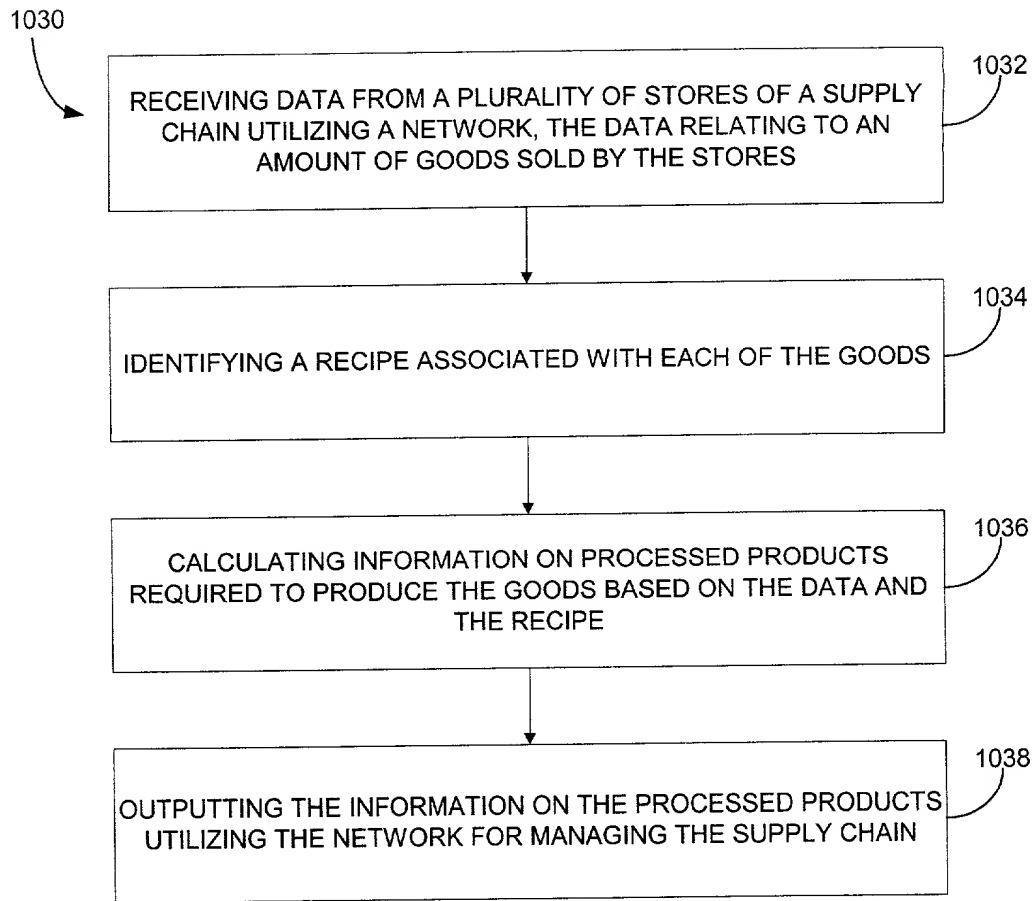 1030
1032
RECEIVING DATA FROM A PLURALITY OF STORES OF A SUPPLY
CHAIN UTILIZING A NETWORK, THE DATA RELATING TO AN
AMOUNT OF GOODS SOLD BY THE STORES
1034
IDENTIFYING A RECIPE ASSOCIATED WITH EACH OF THE GOODS
1036
CALCULATING INFORMATION ON PROCESSED PRODUCTS
REQUIRED TO PRODUCE THE GOODS BASED ON THE DATA AND
THE RECIPE
1038
OUTPUTTING THE INFORMATION ON THE PROCESSED PRODUCTS
UTILIZING THE NETWORK FOR MANAGING THE SUPPLY CHAIN